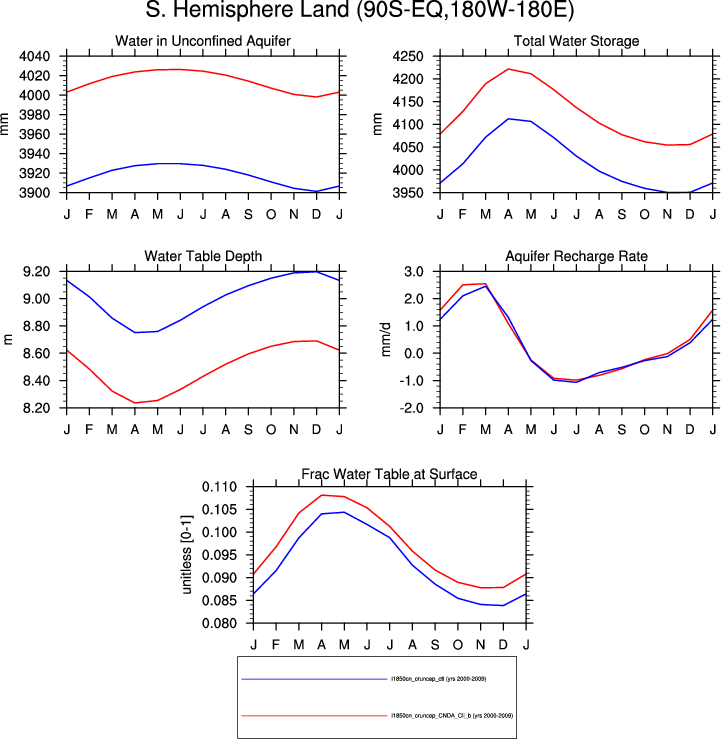 S. Hemisphere Land (90S-EQ,180W-180E)
Water in Unconfined Aquifer
4040
4020
4000
3980
3960
3940
3920
3900
mm
J F M A M J J A S O N D J
Total Water Storage
4250
4200
4150
4100
4050
4000
3950
mm
J F M A M J J A S O N D J
Water Table Depth
9.20
9.00
8.80
8.60
8.40
8.20
m
J F M A M J J A S O N D J
Aquifer Recharge Rate
3.0
2.0
1.0
0.0
-1.0
-2.0
mm/d
J F M A M J J A S O N D J
Frac Water Table at Surface
0.110
0.105
0.100
0.095
0.090
0.085
0.080
unitless [0-1]
J F M A M J J A S O N D J
i1850cn_cruncep_ctl (yrs 2000-2009)
i1850cn_cruncep_CNDA_Cli_b (yrs 2000-2009)